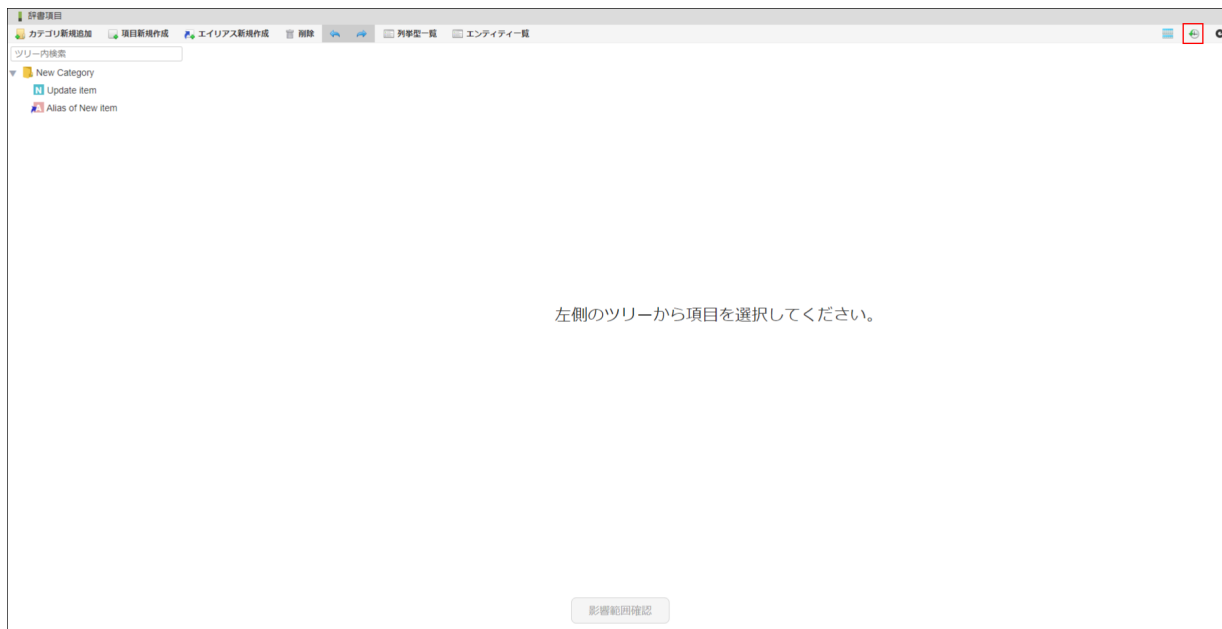 辞書項目
カテゴリ新規追加 項目新規作成 エイリアス新規作成 削除 列挙型一覧 エンティティ一覧
ツリー内検索
New Category
N Update item
Alias of New item
左側のツリーから項目を選択してください。
影響範囲確認